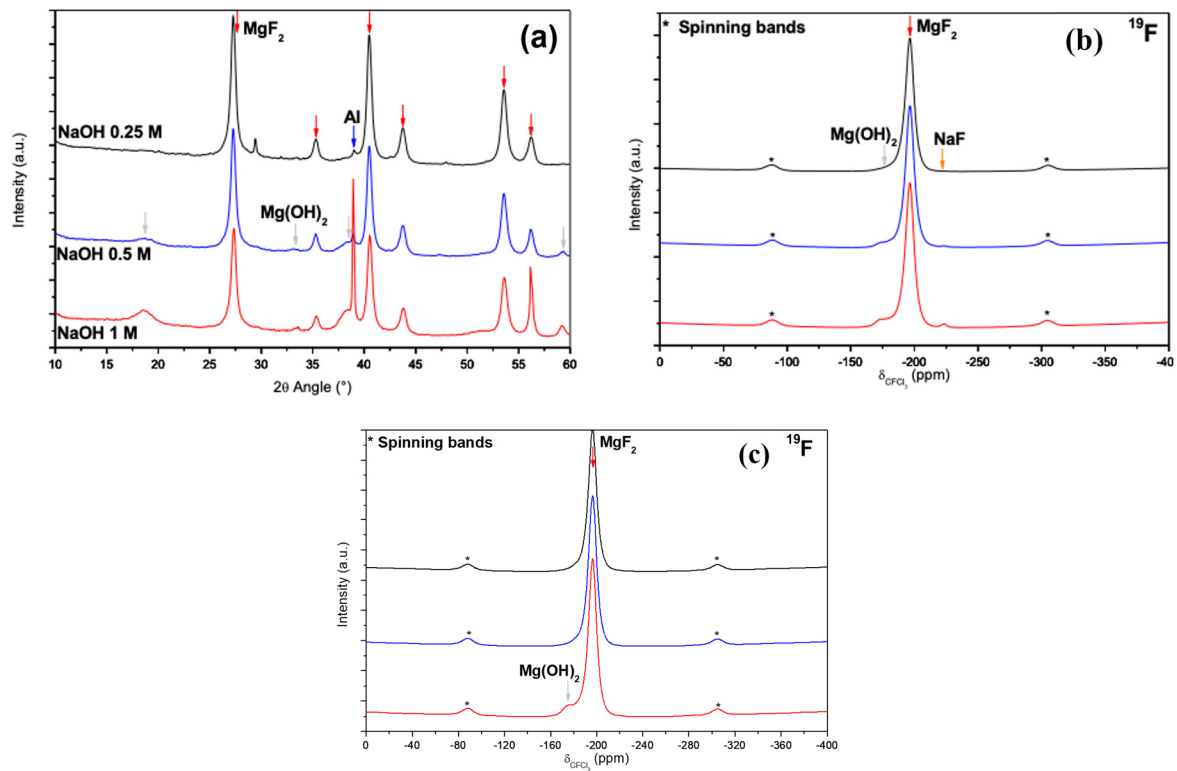 (a)
MgF2
Al
NaOH 0.25 M
Mg(OH)2
NaOH 0.5 M
NaOH 1 M
Intensity (a.u.)
10 15 20 25 30 35 40 45 50 55 60
2θ Angle (°)
* Spinning bands
MgF2
(b)
19F
Mg(OH)2
NaF
* *
* *
* *
Intensity (a.u.)
0 -50 -100 -150 -200 -250 -300 -350 -40
δCFCl3 (ppm)
* Spinning bands
MgF2
(c)
19F
* *
* *
Mg(OH)2
* *
Intensity (a.u.)
0 -40 -80 -120 -160 -200 -240 -280 -320 -360 -400
δCFCl3 (ppm)